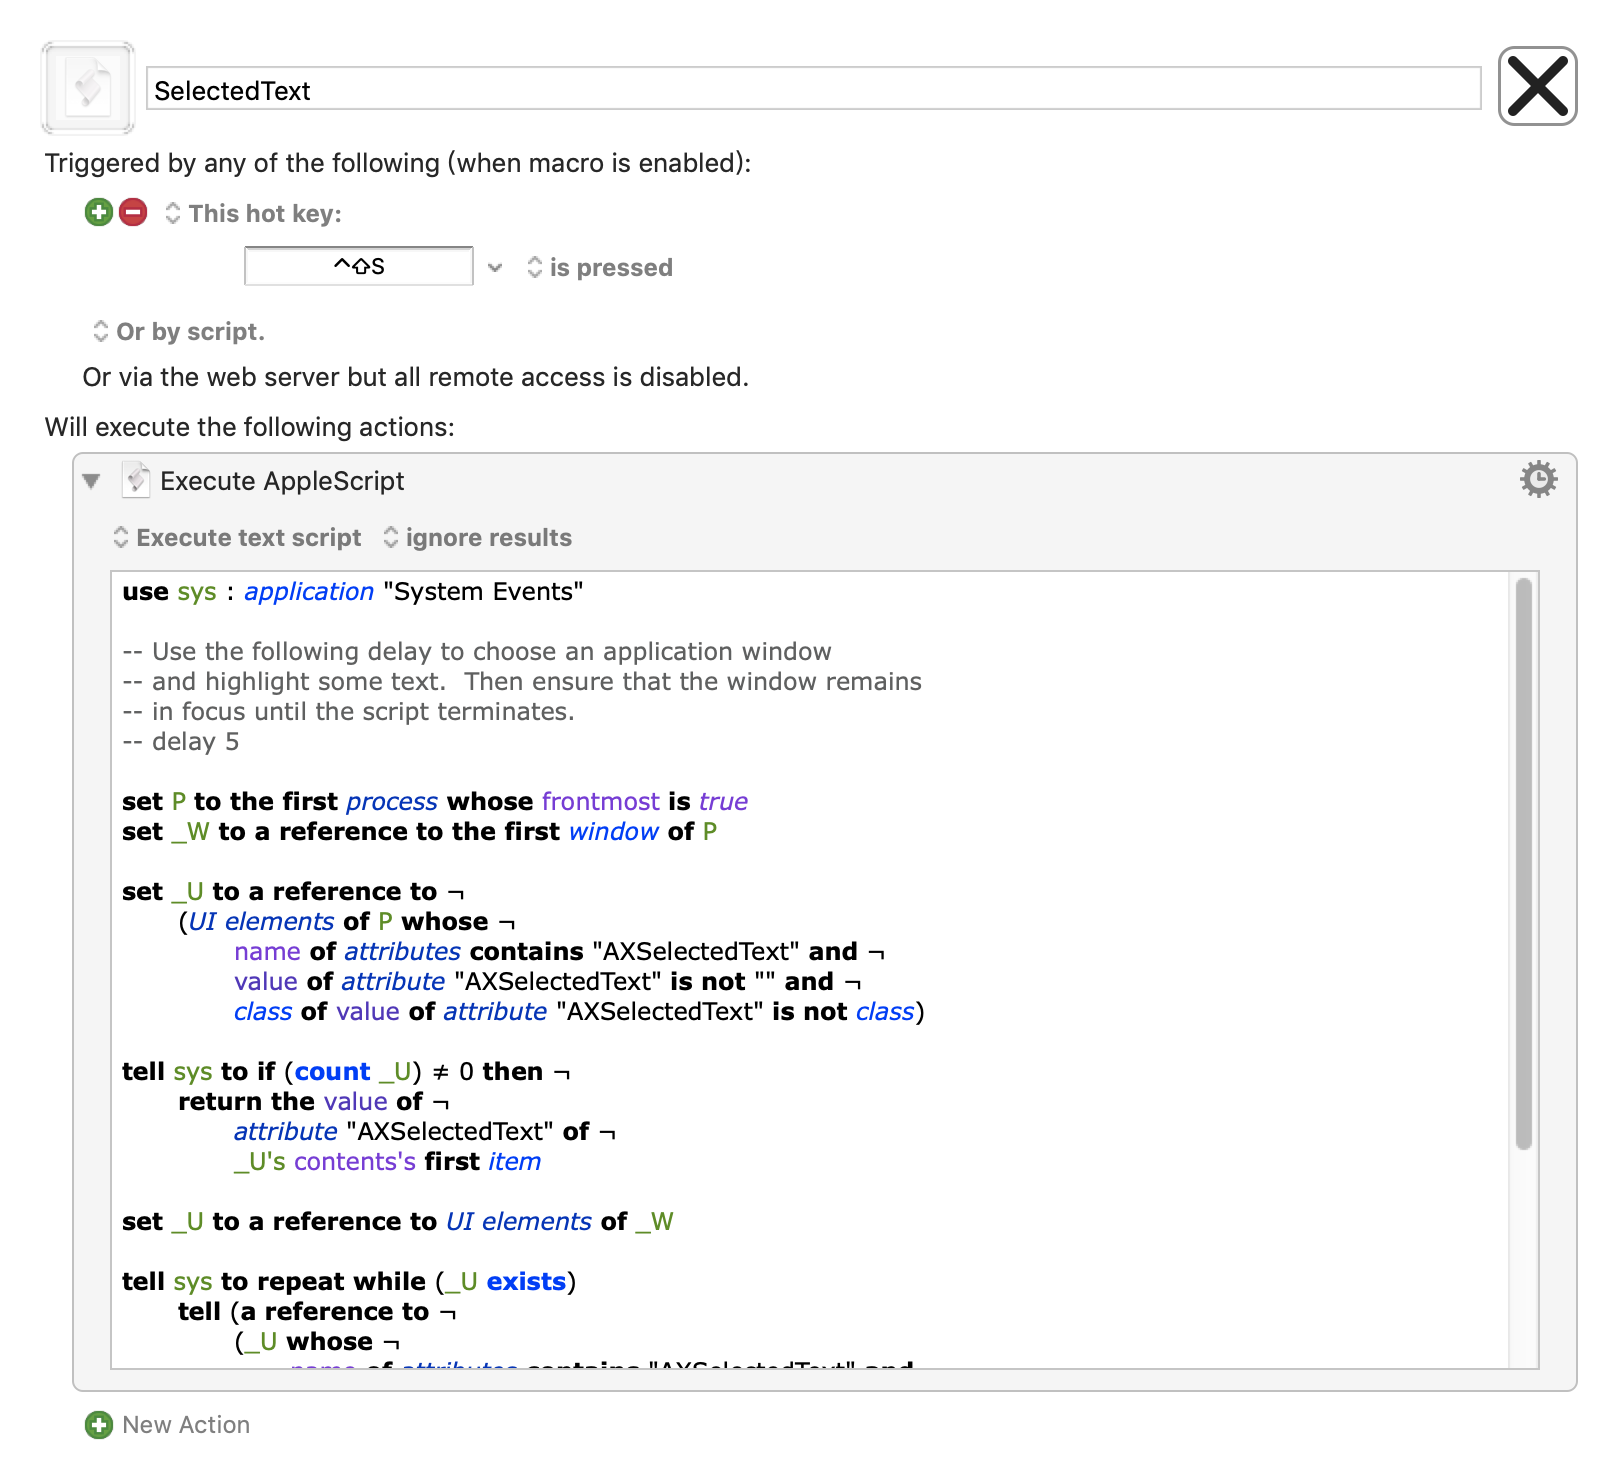 SelectedText
Triggered by any of the following (when macro is enabled):
This hot key:
^⇧S
is pressed
Or by script.
Or via the web server but all remote access is disabled.
Will execute the following actions:
Execute AppleScript
Execute text script ignore results
use sys : application "System Events"
-- Use the following delay to choose an application window
-- and highlight some text.  Then ensure that the window remains
-- in focus until the script terminates.
-- delay 5
set P to the first process whose frontmost is true
set _W to a reference to the first window of P
set _U to a reference to ¬
(UI elements of P whose ¬
name of attributes contains "AXSelectedText" and ¬
value of attribute "AXSelectedText" is not "" and ¬
class of value of attribute "AXSelectedText" is not class)
tell sys to if (count _U) ≠ 0 then ¬
return the value of ¬
attribute "AXSelectedText" of ¬
_U's contents's first item
set _U to a reference to UI elements of _W
tell sys to repeat while (_U exists)
tell (a reference to ¬
(_U whose ¬
name of attributes contains "AXSelectedText" and
New Action